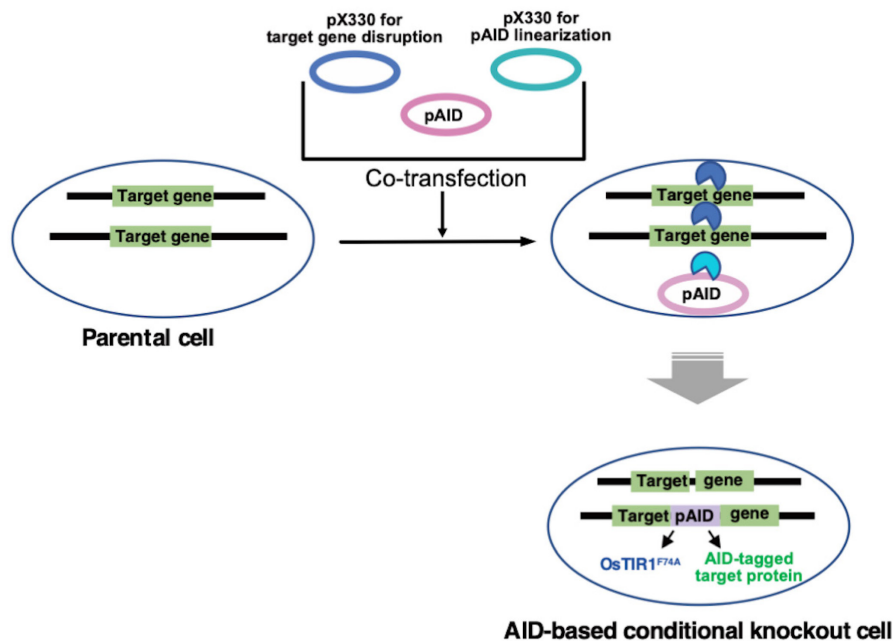 pX330 for
target gene disruption
pX330 for
pAID linearization
pAID
Co-transfection
Target gene
Target gene
Parental cell
Target gene
Target gene
pAID
Target gene
Target pAID gene
OsTIR1F74A
AID-tagged
target protein
AID-based conditional knockout cell